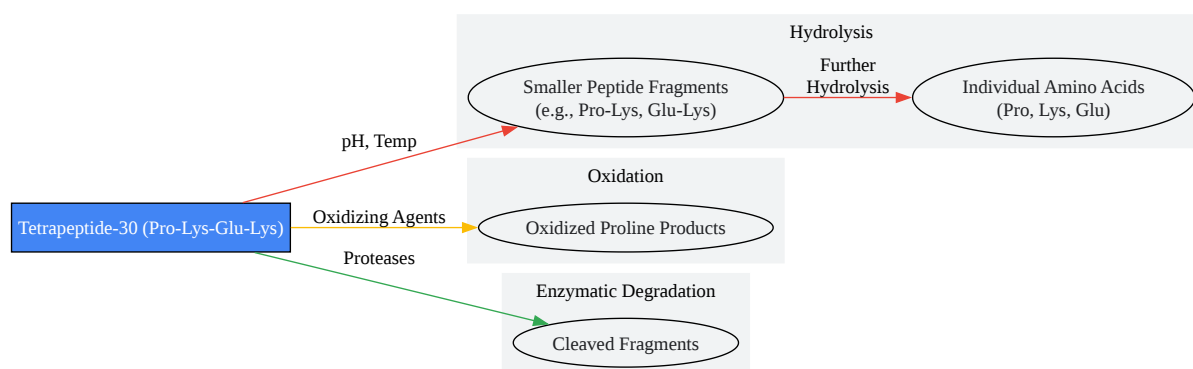 Hydrolysis
Smaller Peptide Fragments
(e.g., Pro-Lys, Glu-Lys)
Further
Hydrolysis
Individual Amino Acids
(Pro, Lys, Glu)
pH, Temp
Oxidation
Tetrapeptide-30 (Pro-Lys-Glu-Lys)
Oxidizing Agents
Oxidized Proline Products
Proteases
Enzymatic Degradation
Cleaved Fragments